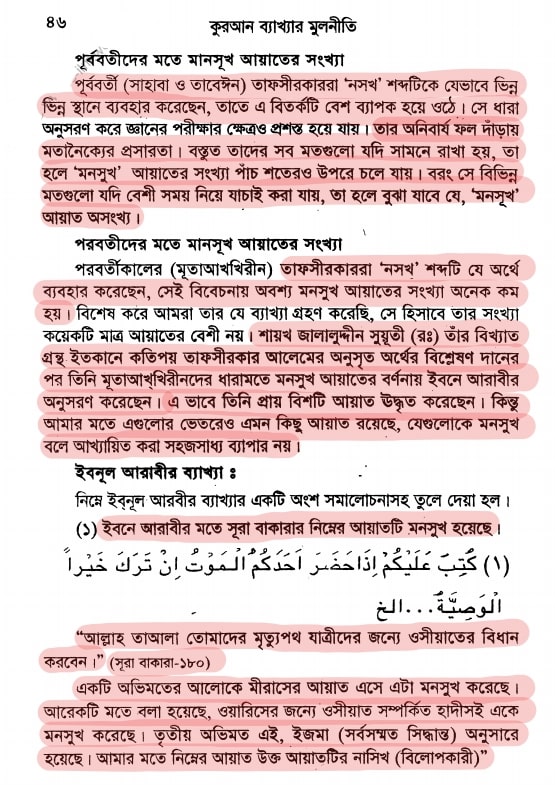 ৪৬ কুরআন ব্যাখ্যার মূলনীতি
পূর্ববর্তীদের মতে মানসূখ আয়াতের সংখ্যা
পূর্ববর্তী (সাহাবা ও তাবেঈন) তাফসীরকাররা ‘নসখ’ শব্দটিকে যেভাবে ভিন্ন
ভিন্ন স্থানে ব্যবহার করেছেন, তাতে এ বিতর্কটি বেশ ব্যাপক হয়ে ওঠে। সে ধারা
অনুসরণ করে জ্ঞানের পরীক্ষার ক্ষেত্রও প্রশস্ত হয়ে যায়। তার অনিবার্য ফল দাঁড়ায়
মতানৈক্যের প্রসারতা। বস্তুত তাদের সব মতগুলো যদি সামনে রাখা হয়, তা
হলে ‘মনসুখ’ আয়াতের সংখ্যা পাঁচ শতেরও উপরে চলে যায়। বরং সে বিভিন্ন
মতগুলো যদি বেশী সময় নিয়ে যাচাই করা যায়, তা হলে বুঝা যাবে যে, ‘মনসূখ’
আয়াত অসংখ্য।
পরবর্তীদের মতে মানসূখ আয়াতের সংখ্যা
পরবর্তীকালের (মূতাআখখিরীন) তাফসীরকাররা ‘নসখ’ শব্দটি যে অর্থে
ব্যবহার করেছেন, সেই বিবেচনায় অবশ্য মনসুখ আয়াতের সংখ্যা অনেক কম
হয়। বিশেষ করে আমরা তার যে ব্যাখ্যা গ্রহণ করেছি, সে হিসাবে তার সংখ্যা
কয়েকটি মাত্র আয়াতের বেশী নয়। শায়খ জালালুদ্দীন সুয়ূতী (রঃ) তাঁর বিখ্যাত
গ্রন্থ ইতকানে কতিপয় তাফসীরকার আলেমের অনুসৃত অর্থের বিশ্লেষণ দানের
পর তিনি মূতাআখখিরীনদের ধারামতে মনসুখ আয়াতের বর্ণনায় ইবনে আরাবীর
অনুসরণ করেছেন। এ ভাবে তিনি প্রায় বিশটি আয়াত ঊদ্ধৃত করেছেন। কিন্তু
আমার মতে এগুলোর ভেতরেও এমন কিছু আয়াত রয়েছে, যেগুলোকে মনসুখ
বলে আখ্যায়িত করা সহজসাধ্য ব্যাপার নয়।
ইবনূল আরাবীর ব্যাখ্যা :
নিম্নে ইব্‌নূল আরবীর ব্যাখ্যার একটি অংশ সমালোচনাসহ তুলে দেয়া হল।
(১) ইবনে আরাবীর মতে সূরা বাকারার নিম্নের আয়াতটি মনসুখ হয়েছে।
(١) كُتِبَ عَلَيْكُمْ إِذَا حَضَرَ أَحَدَكُمُ الْمَوْتُ إِنْ تَرَكَ خَيْراً
الْوَصِيَّةُ...الخ
“আল্লাহ তাআলা তোমাদের মৃত্যুপথ যাত্রীদের জন্যে ওসীয়াতের বিধান
করবেন।” (সূরা বাকারা-১৮০)
একটি অভিমতের আলোকে মীরাসের আয়াত এসে এটা মনসুখ করেছে।
আরেকটি মতে বলা হয়েছে, ওয়ারিসের জন্যে ওসীয়াত সম্পর্কিত হাদীসই একে
মনসুখ করেছে। তৃতীয় অভিমত এই, ইজমা (সর্বসম্মত সিদ্ধান্ত) অনুসারে
হয়েছে। আমার মতে নিম্নের আয়াত উক্ত আয়াতটির নাসিখ (বিলোপকারী)”